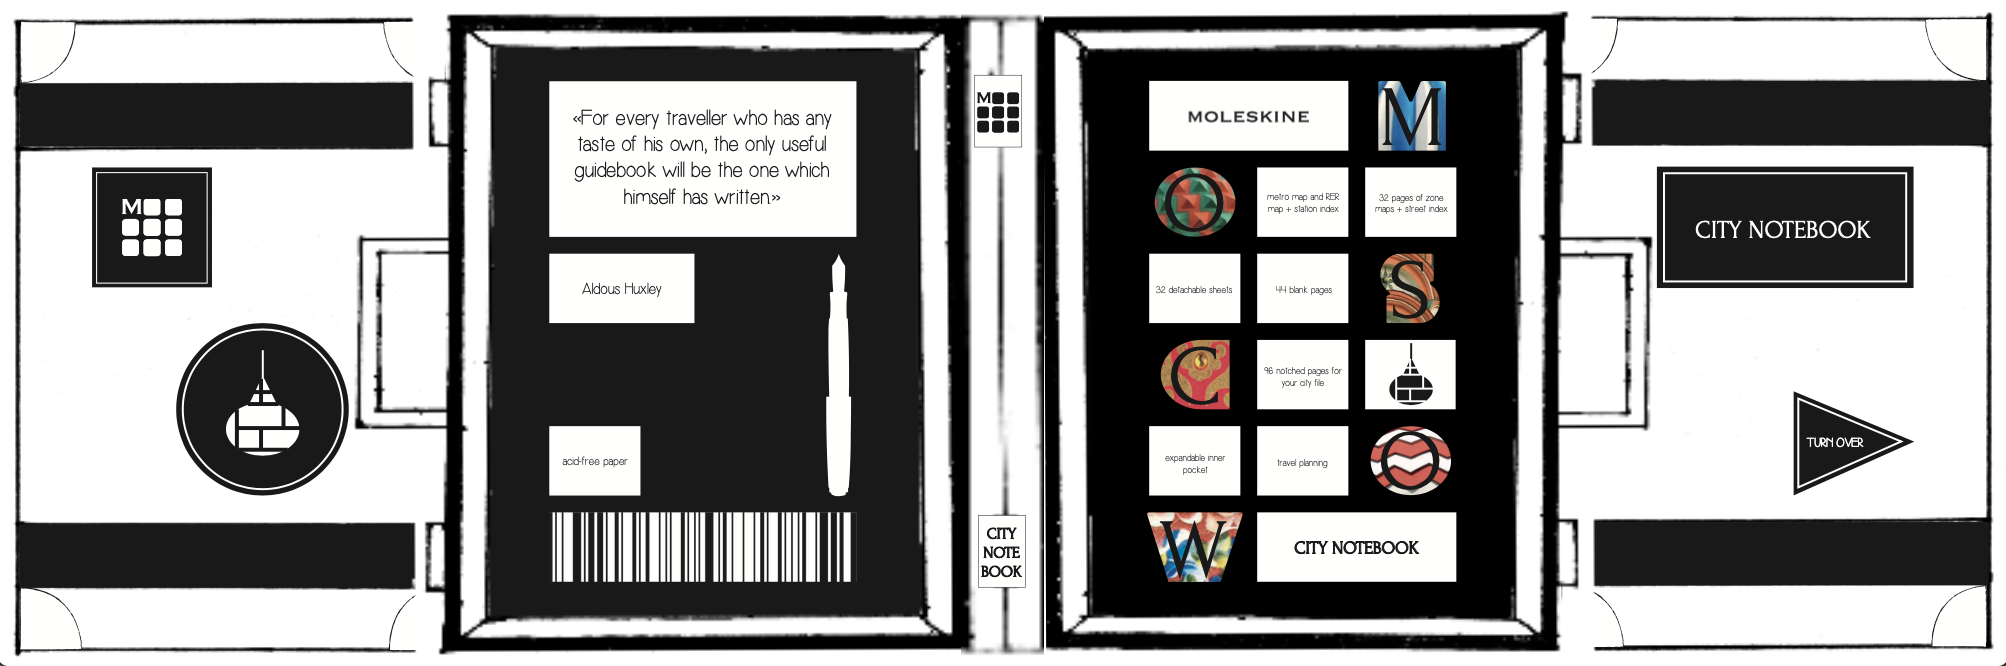 M
«For every traveller who has any
taste of his own, the only useful
guidebook will be the one which
himself has written»
Aldous Huxley
acid-free paper
M
CITY
NOTE
BOOK
MOLESKINE
M
O
metro map and RER
map + station index
32 pages of zone
maps + street index
32 detachable sheets
44 blank pages
S
C
96 notched pages for
your city file
expandable inner
pocket
travel planning
O
W
CITY NOTEBOOK
CITY NOTEBOOK
TURN OVER